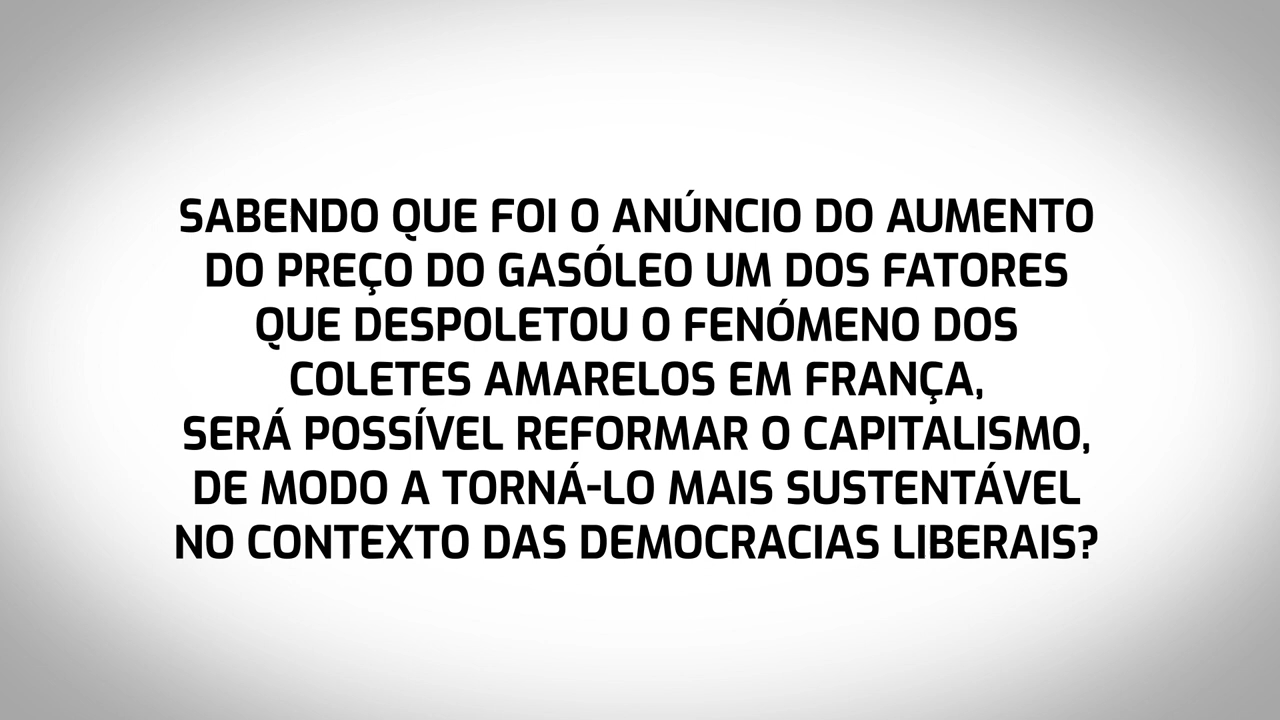 SABENDO QUE FOI O ANÚNCIO DO AUMENTO
DO PREÇO DO GASÓLEO UM DOS FATORES
QUE DESPOLETOU O FENÓMENO DOS
COLETES AMARELOS EM FRANÇA,
SERÁ POSSÍVEL REFORMAR O CAPITALISMO,
DE MODO A TORNÁ-LO MAIS SUSTENTÁVEL
NO CONTEXTO DAS DEMOCRACIAS LIBERAIS?